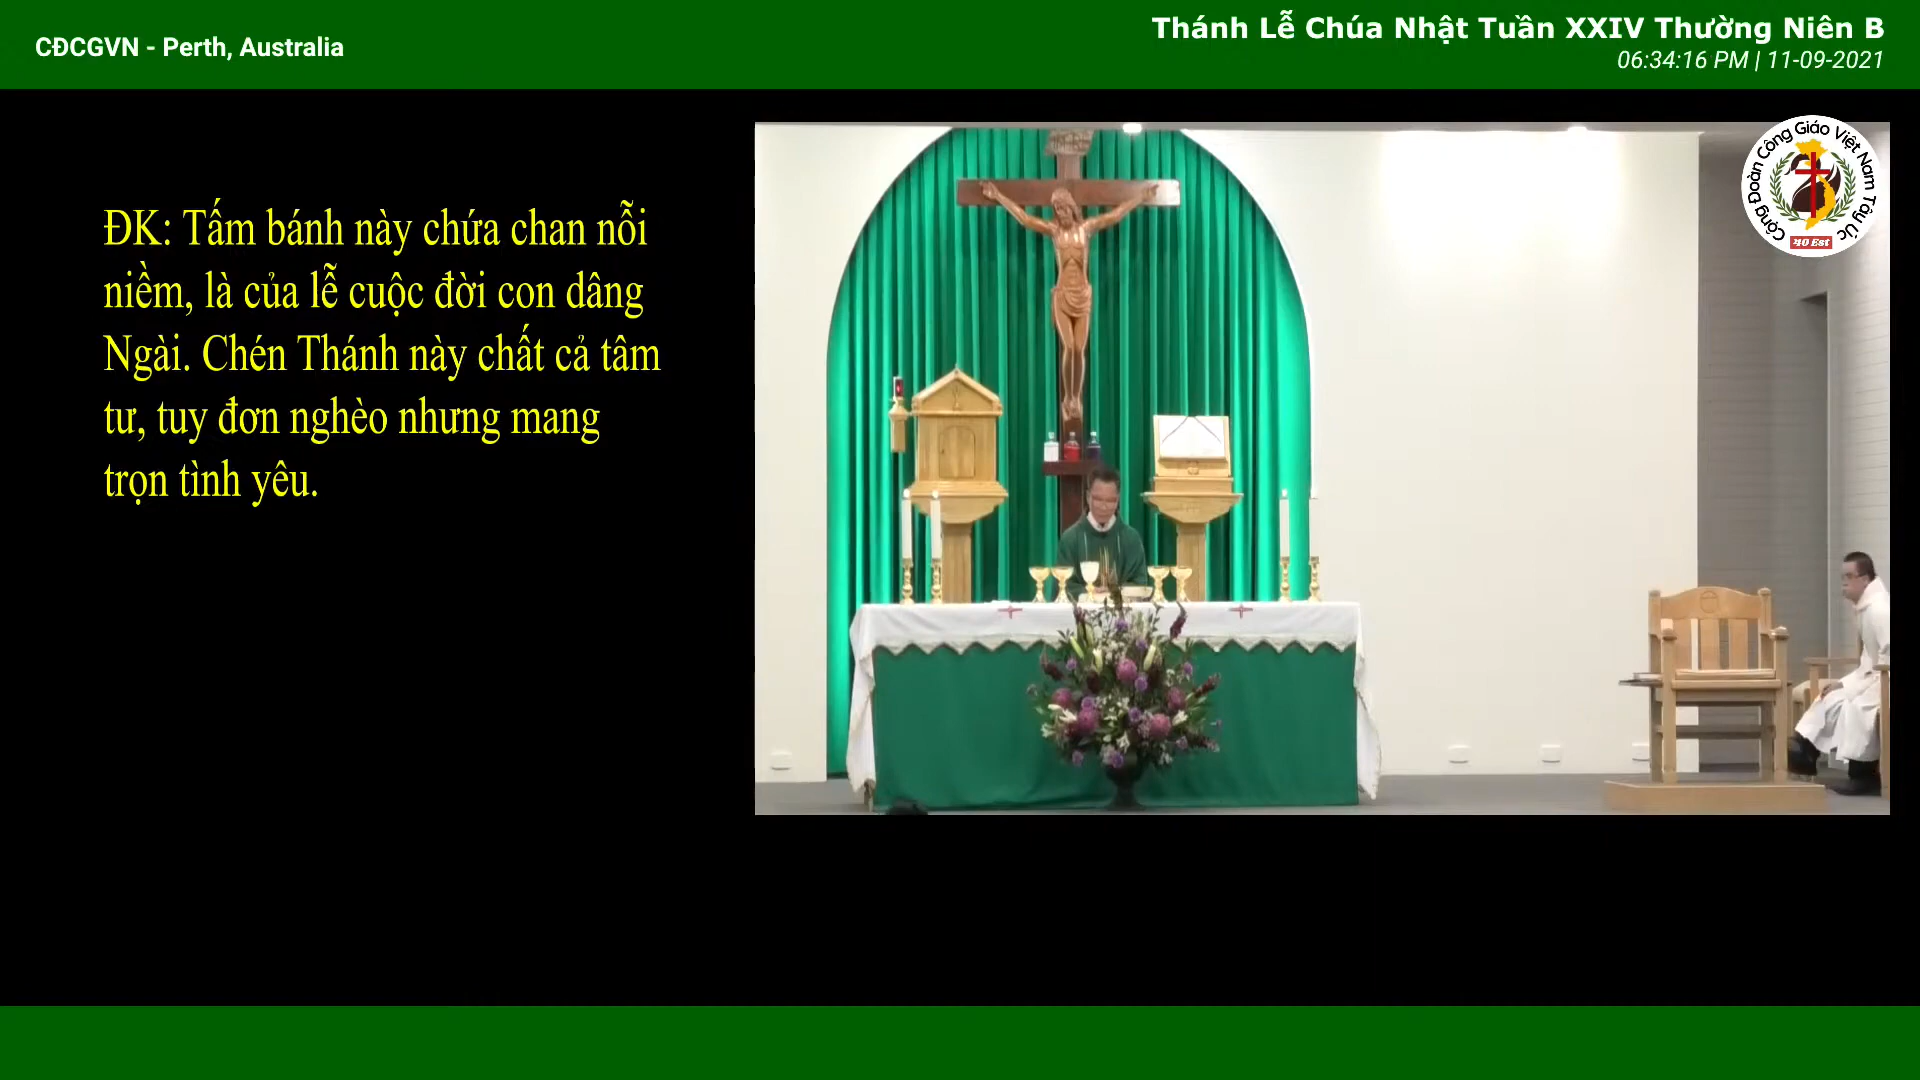 CĐCGVN - Perth, Australia
Thánh Lễ Chúa Nhật Tuần XXIV Thường Niên B
06:34:16 PM | 11-09-2021
ĐK: Tấm bánh này chứa chan nỗi
niềm, là của lễ cuộc đời con dâng
Ngài. Chén Thánh này chất cả tâm
tư, tuy đơn nghèo nhưng mang
trọn tình yêu.
Cộng Đoàn Công Giáo Việt Nam Tây Úc
40 Est